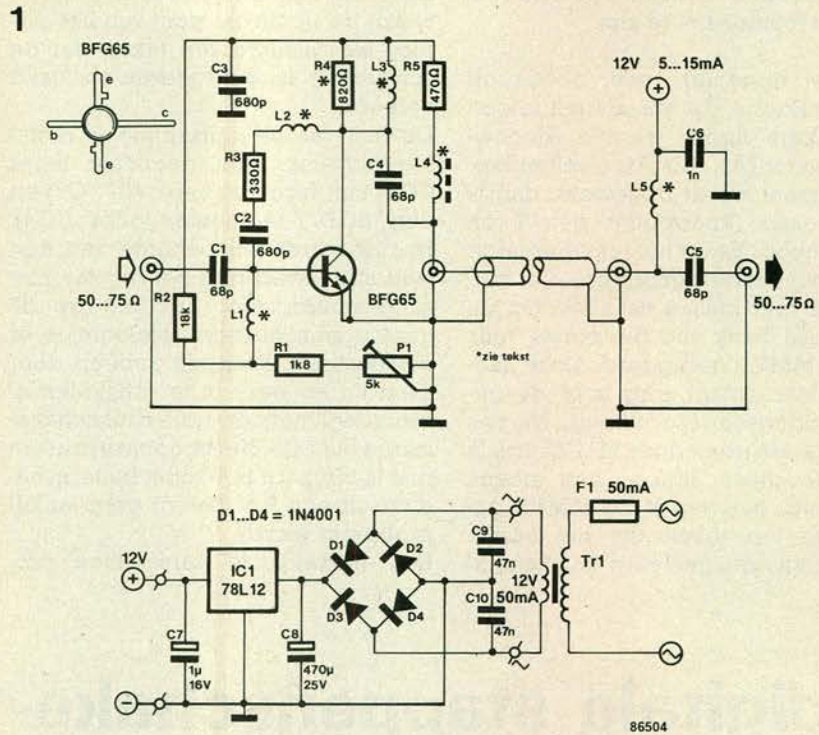 1
BFG65
e
b
c
e
C3
680p
R4
*
820Ω
L3
*
R5
470Ω
L2 *
R3
330Ω
C4
68p
L4
*
C2
680p
C1
68p
50...75 Ω
R2
18k
L1 *
BFG65
R1
1k8
P1
5k
*zie tekst
12V 5...15mA
C6
1n
L5 *
C5
68p
50...75 Ω
D1...D4 = 1N4001
12V
IC1
78L12
D1
D2
D3
D4
C7
1µ
16V
C8
470µ
25V
C9
47n
C10
47n
12V
50mA
Tr1
F1 50mA
86504